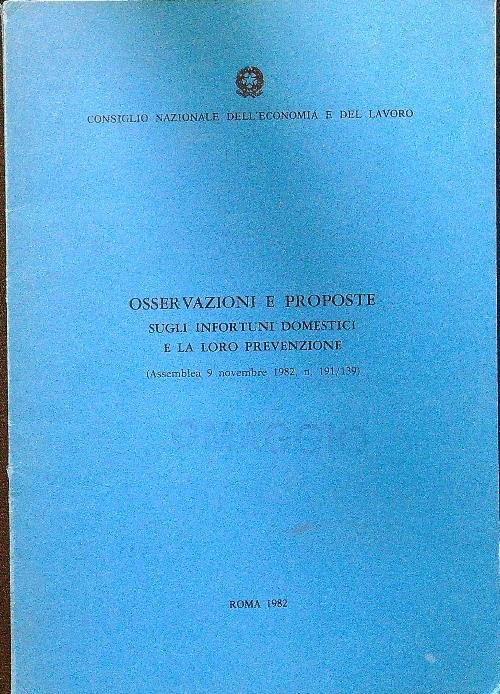 CONSIGLIO NAZIONALE DELL'ECONOMIA E DEL LAVORO
OSSERVAZIONI E PROPOSTE
SUGLI INFORTUNI DOMESTICI
E LA LORO PREVENZIONE
(Assemblea 9 novembre 1982, n. 191/139)
OMAGGIO
ROMA 1982